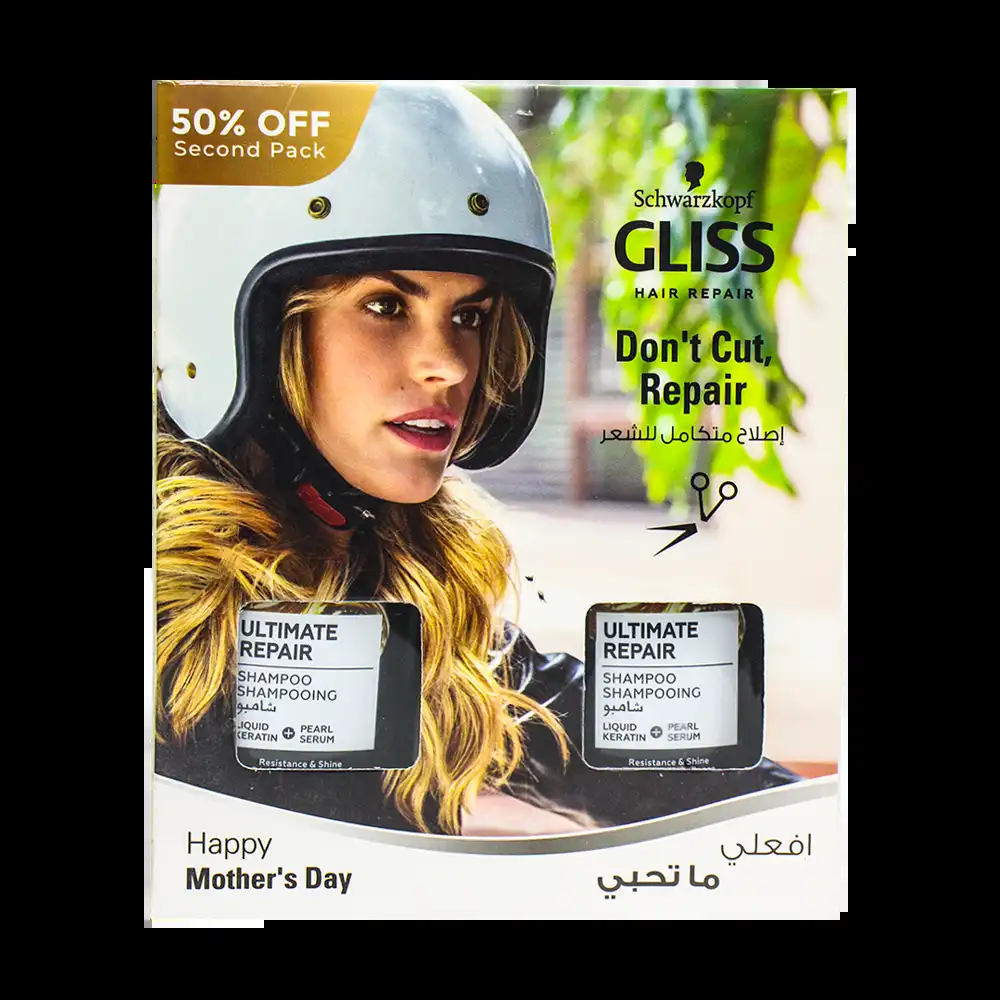 50% OFF
Second Pack
Schwarzkopf
GLISS
HAIR REPAIR
Don't Cut,
Repair
إصلاح متكامل للشعر
ULTIMATE
REPAIR
SHAMPOO
SHAMPOOING
شامبو
LIQUID
KERATIN + PEARL
SERUM
Resistance & Shine
ULTIMATE
REPAIR
SHAMPOO
SHAMPOOING
شامبو
LIQUID
KERATIN + PEARL
SERUM
Resistance & Shine
Happy
Mother's Day
افعلي
ما تحبي